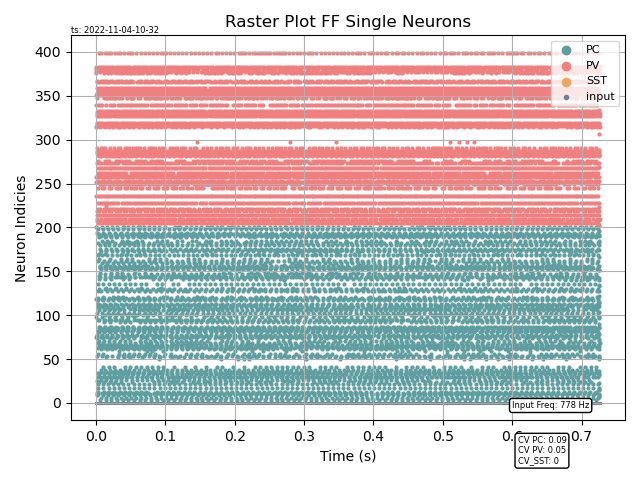 Raster Plot FF Single Neurons
ts: 2022-11-04-10-32
PC
PV
SST
input
Neuron Indicies
400
350
300
250
200
150
100
50
0
Input Freq: 778 Hz
0.0 0.1 0.2 0.3 0.4 0.5 0.6 0.7
Time (s)
CV PC: 0.09
CV PV: 0.05
CV_SST: 0